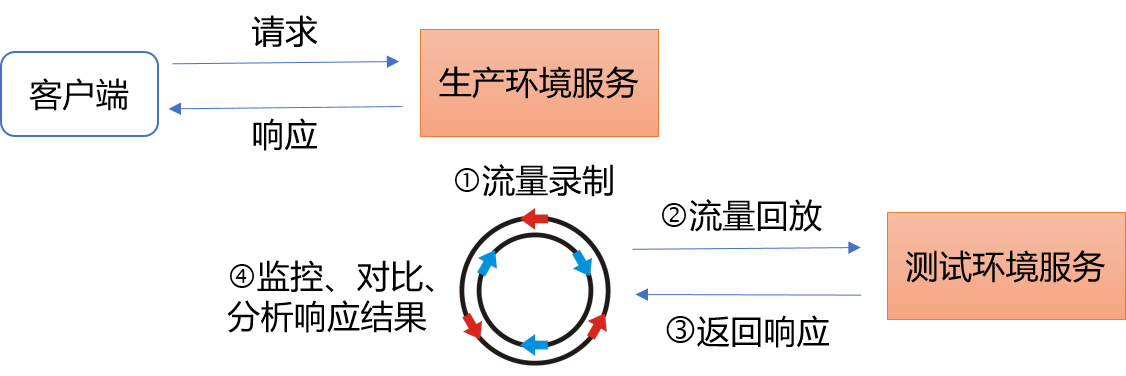 请求
客户端
生产环境服务
响应
①流量录制
②流量回放
测试环境服务
④监控、对比、
分析响应结果
③返回响应